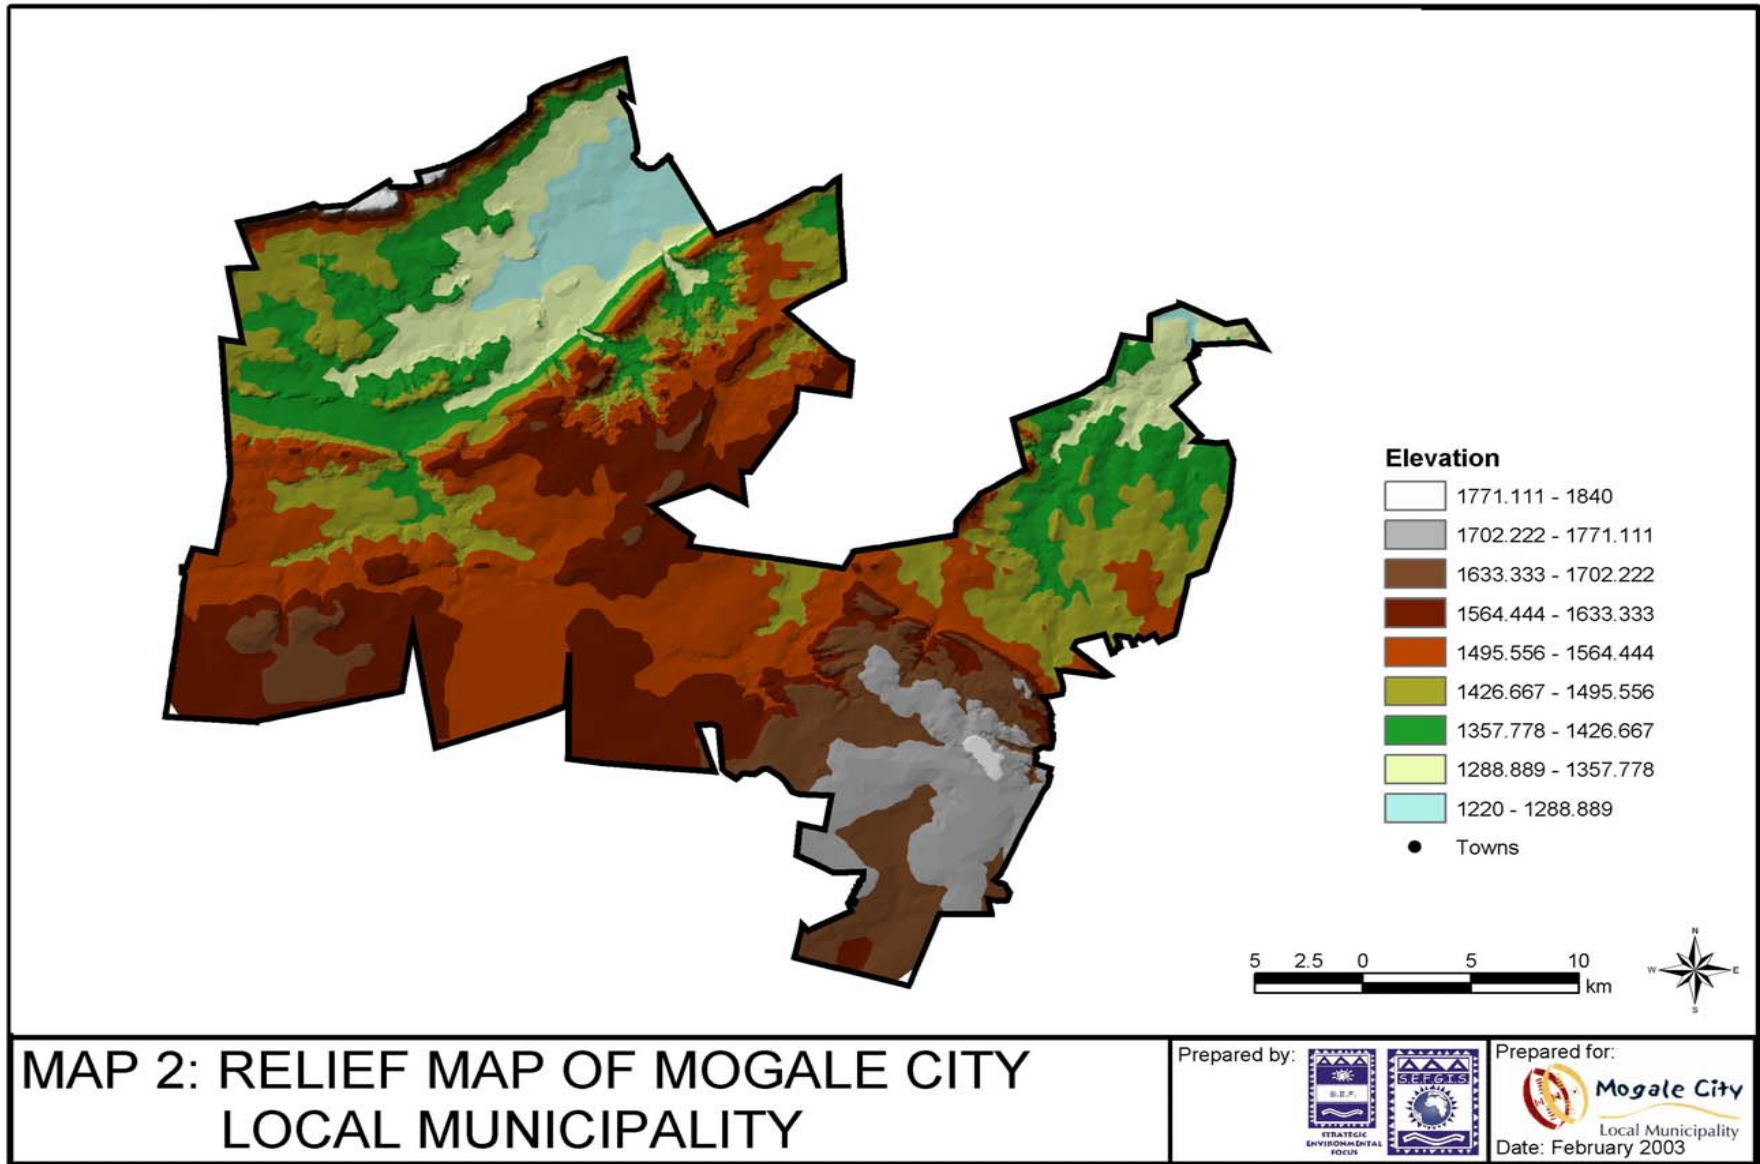 Elevation
1771.111 - 1840
1702.222 - 1771.111
1633.333 - 1702.222
1564.444 - 1633.333
1495.556 - 1564.444
1426.667 - 1495.556
1357.778 - 1426.667
1288.889 - 1357.778
1220 - 1288.889
Towns
N
W E
S
5 2.5 0 5 10
km
MAP 2: RELIEF MAP OF MOGALE CITY
LOCAL MUNICIPALITY
Prepared by:
S.E.F.
STRATEGIC
ENVIRONMENTAL
FOCUS
S.E.F.G.I.S
Prepared for:
Mogale City
Local Municipality
Date: February 2003